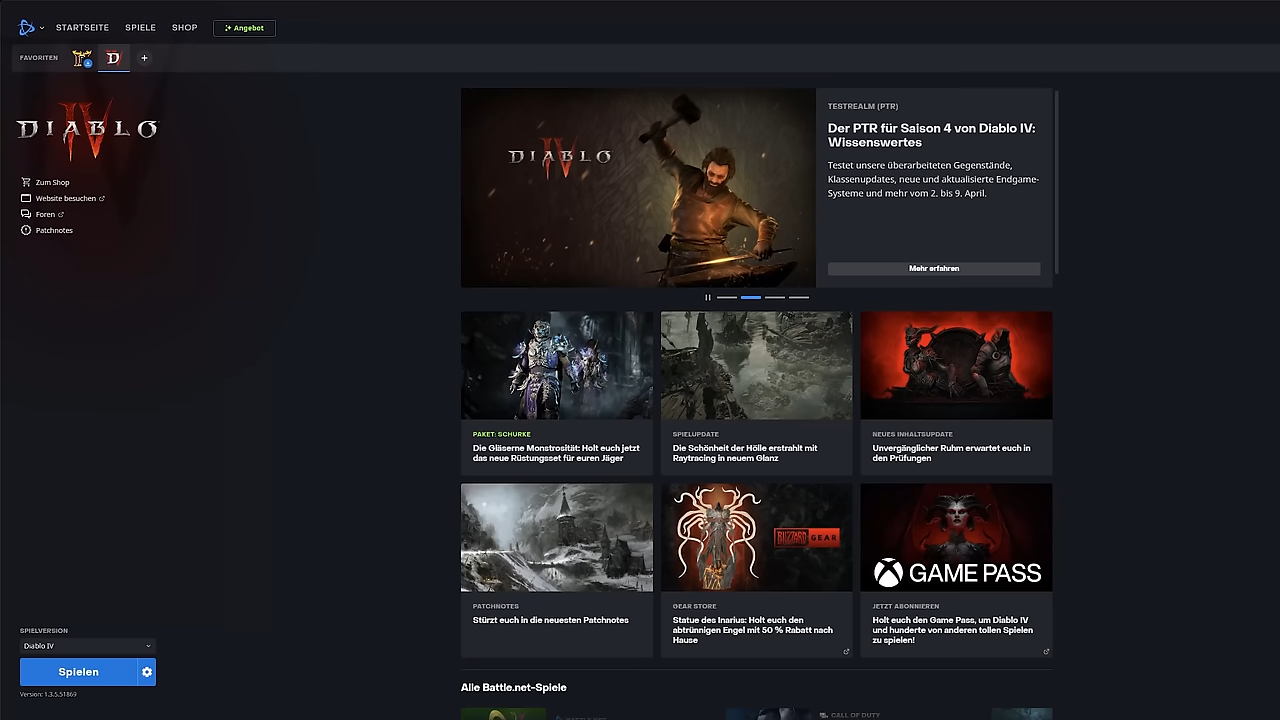 STARTSEITE SPIELE SHOP Angebot
FAVORITEN
DIABLO
IV
Zum Shop
Website besuchen
Foren
Patchnotes
DIABLO
IV
TESTREALM (PTR)
Der PTR für Saison 4 von Diablo IV:
Wissenswertes
Testet unsere überarbeiteten Gegenstände,
Klassenupdates, neue und aktualisierte Endgame-
Systeme und mehr vom 2. bis 9. April.
Mehr erfahren
PAKET: SCHURKE
Die Gläserne Monstrosität: Holt euch jetzt
das neue Rüstungsset für euren Jäger
SPIELUPDATE
Die Schönheit der Hölle erstrahlt mit
Raytracing in neuem Glanz
NEUES INHALTSUPDATE
Unvergänglicher Ruhm erwartet euch in
den Prüfungen
PATCHNOTES
Stürzt euch in die neuesten Patchnotes
BLIZZARD GEAR
GEAR STORE
Statue des Inarius: Holt euch den
abtrünnigen Engel mit 50 % Rabatt nach
Hause
GAME PASS
JETZT ABONNIEREN
Holt euch den Game Pass, um Diablo IV
und hunderte von anderen tollen Spielen
zu spielen!
SPIELVERSION
Diablo IV
Spielen
Version: 1.3.5.51869
Alle Battle.net-Spiele
CALL OF DUTY